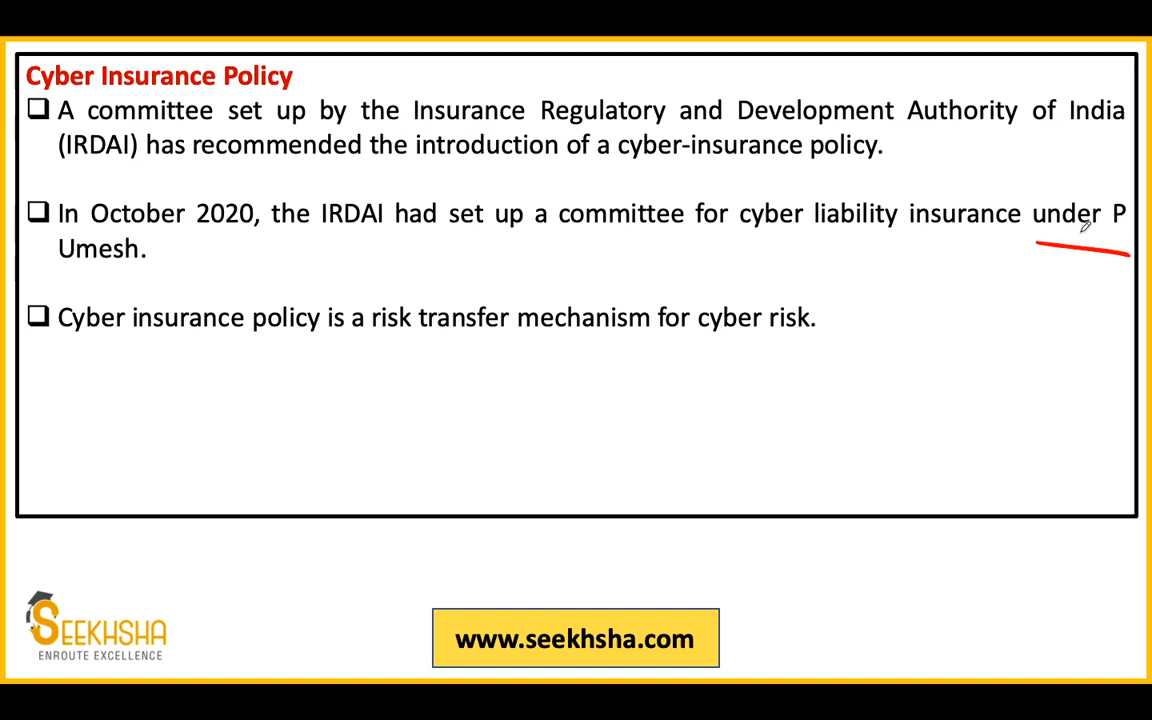 Cyber Insurance Policy
❑ A committee set up by the Insurance Regulatory and Development Authority of India
(IRDAI) has recommended the introduction of a cyber-insurance policy.
❑ In October 2020, the IRDAI had set up a committee for cyber liability insurance under P
Umesh.
❑ Cyber insurance policy is a risk transfer mechanism for cyber risk.
SEEKHSHA
ENROUTE EXCELLENCE
www.seekhsha.com